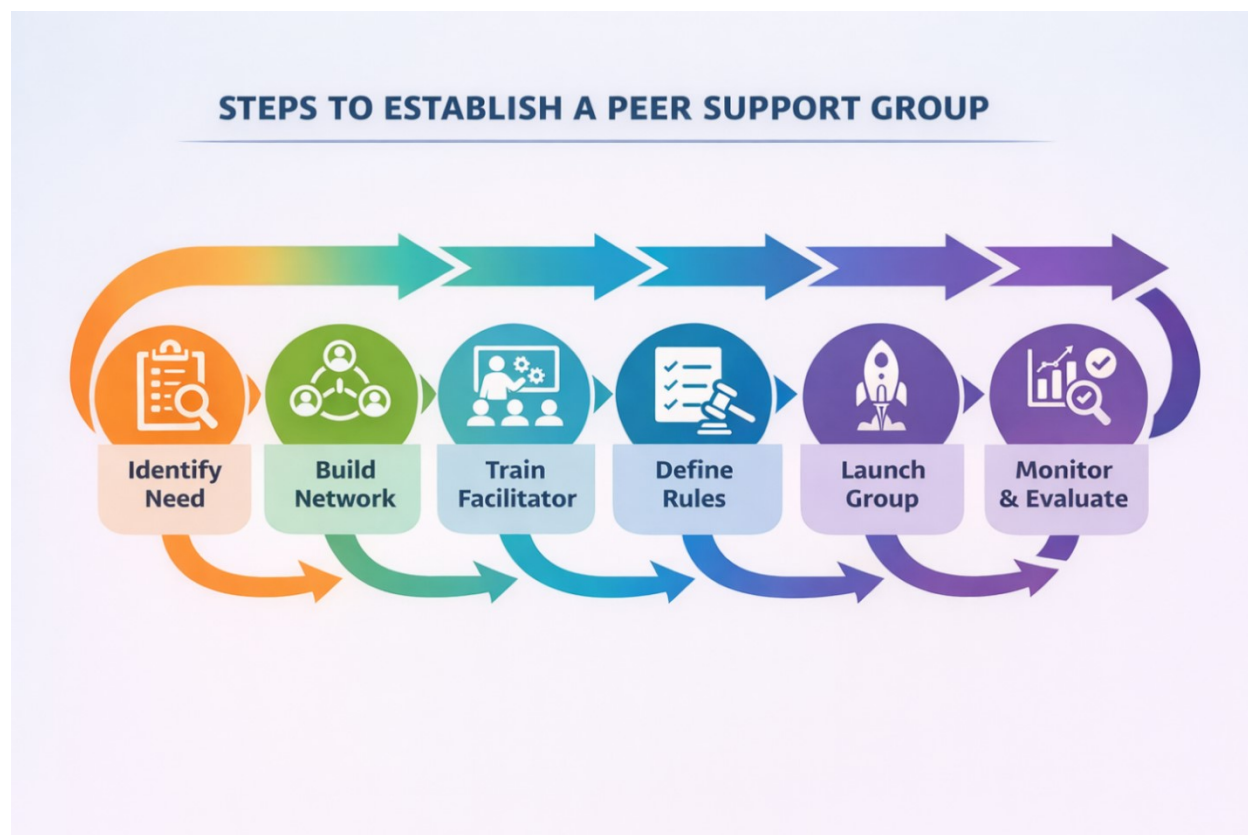 STEPS TO ESTABLISH A PEER SUPPORT GROUP
Identify
Need
Build
Network
Train
Facilitator
Define
Rules
Launch
Group
Monitor
& Evaluate